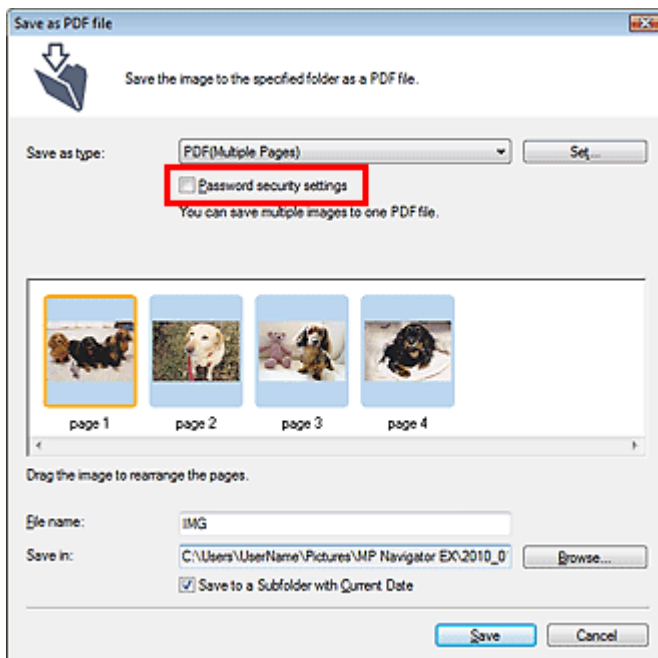 Save as PDF file
Save the image to the specified folder as a PDF file.
Save as type:
PDF(Multiple Pages)
Set...
Password security settings
You can save multiple images to one PDF file.
page 1
page 2
page 3
page 4
Drag the image to rearrange the pages.
File name:
IMG
Save in:
C:\Users\UserName\Pictures\MP Navigator EX\2010_0
Browse...
Save to a Subfolder with Current Date
Save
Cancel